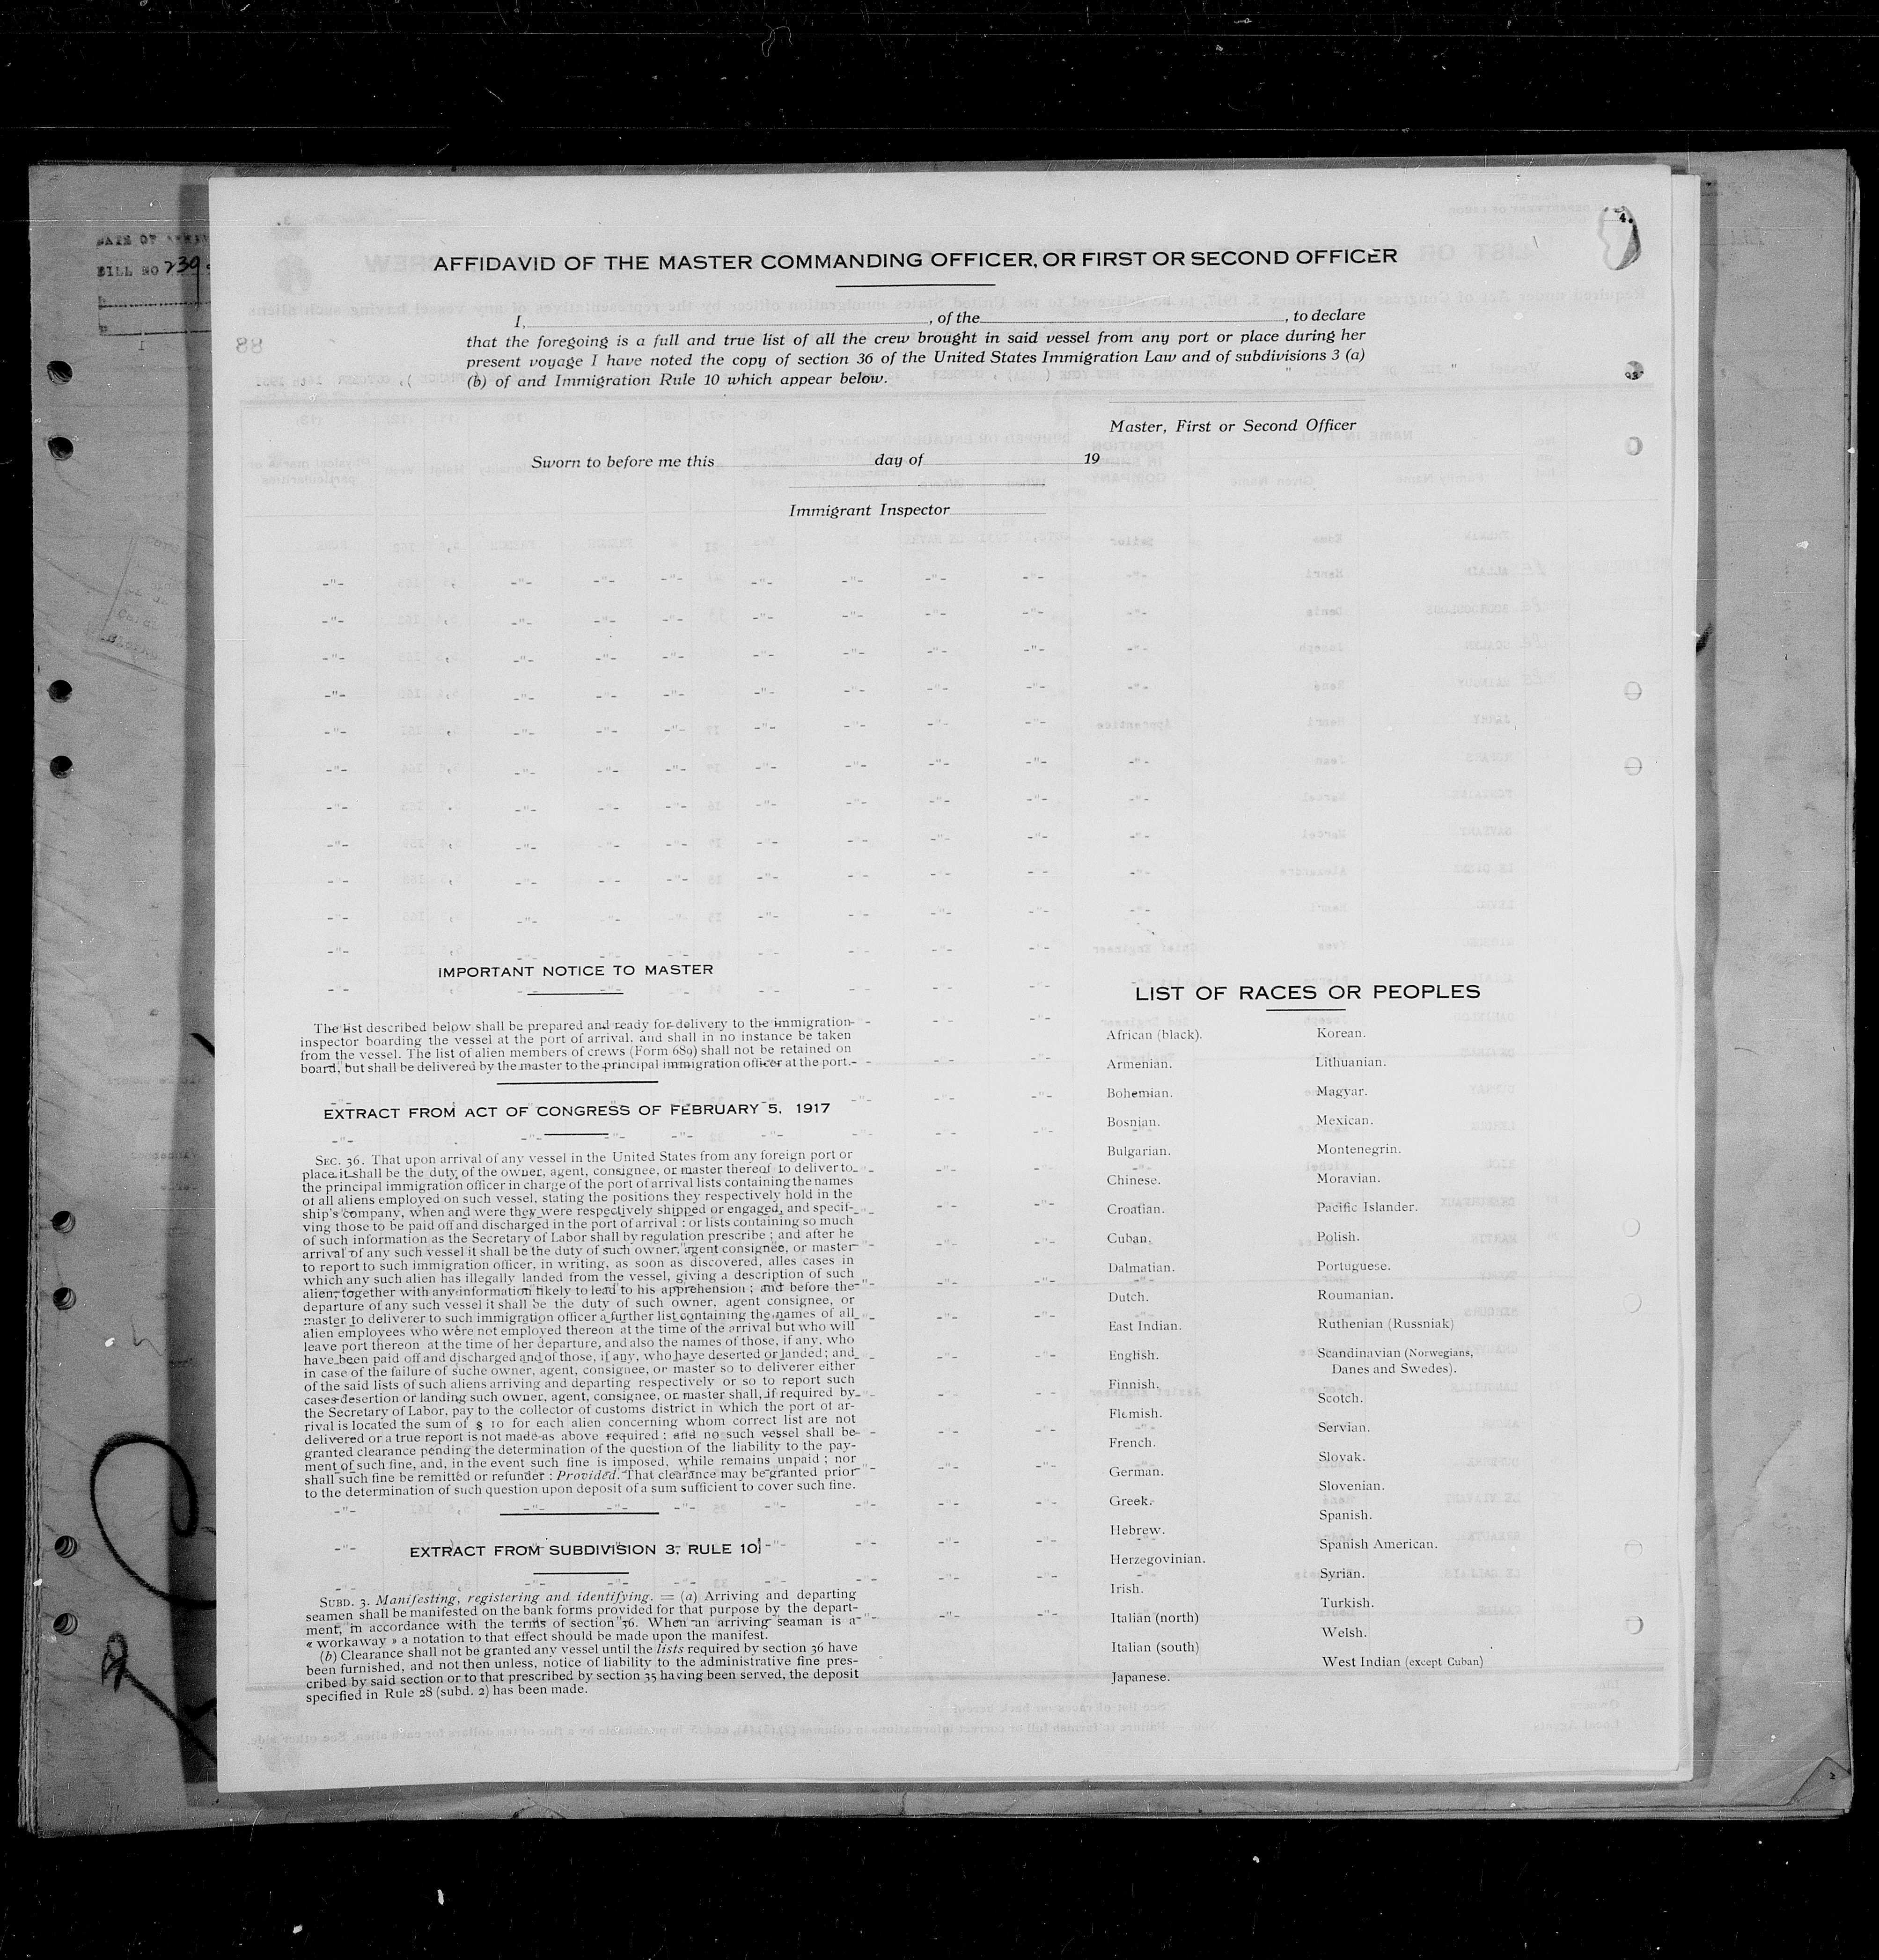 4.
BILL NO 239
AFFIDAVID OF THE MASTER COMMANDING OFFICER, OR FIRST OR SECOND OFFICER
I, , of the , to declare
that the foregoing is a full and true list of all the crew brought in said vessel from any port or place during her
present voyage I have noted the copy of section 36 of the United States Immigration Law and of subdivisions 3 (a)
(b) of and Immigration Rule 10 which appear below.
Master, First or Second Officer
Sworn to before me this day of 19
Immigrant Inspector
IMPORTANT NOTICE TO MASTER
The list described below shall be prepared and ready for delivery to the immigration
inspector boarding the vessel at the port of arrival, and shall in no instance be taken
from the vessel. The list of alien members of crews (Form 689) shall not be retained on
board, but shall be delivered by the master to the principal immigration officer at the port.
EXTRACT FROM ACT OF CONGRESS OF FEBRUARY 5, 1917
SEC. 36. That upon arrival of any vessel in the United States from any foreign port or
place it shall be the duty of the owner, agent, consignee, or master thereof to deliver to
the principal immigration officer in charge of the port of arrival lists containing the names
of all aliens employed on such vessel, stating the positions they respectively hold in the
ship's company, when and were they were respectively shipped or engaged, and specif-
ving those to be paid off and discharged in the port of arrival : or lists containing so much
of such information as the Secretary of Labor shall by regulation prescribe ; and after he
arrival of any such vessel it shall be the duty of such owner, agent consignee, or master
to report to such immigration officer, in writing, as soon as discovered, alles cases in
which any such alien has illegally landed from the vessel, giving a description of such
alien, together with any information likely to lead to his apprehension ; and before the
departure of any such vessel it shall be the duty of such owner, agent consignee, or
master to deliverer to such immigration officer a further list containing the names of all
alien employees who were not employed thereon at the time of the arrival but who will
leave port thereon at the time of her departure, and also the names of those, if any, who
have been paid off and discharged and of those, if any, who have deserted or landed ; and
in case of the failure of suche owner, agent, consignee, or master so to deliverer either
of the said lists of such aliens arriving and departing respectively or so to report such
cases desertion or landing such owner, agent, consignee, or master shall, if required by
the Secretary of Labor, pay to the collector of customs district in which the port of ar-
rival is located the sum of $ 10 for each alien concerning whom correct list are not
delivered or a true report is not made as above required ; and no such vessel shall be
granted clearance pending the determination of the question of the liability to the pay-
ment of such fine, and, in the event such fine is imposed, while remains unpaid ; nor
shall such fine be remitted or refunder : Provided. That clearance may be granted prior
to the determination of such question upon deposit of a sum sufficient to cover such fine.
EXTRACT FROM SUBDIVISION 3, RULE 10
SUBD. 3. Manifesting, registering and identifying. = (a) Arriving and departing
seamen shall be manifested on the bank forms provided for that purpose by the depart-
ment, in accordance with the terms of section 36. When an arriving seaman is a
« workaway » a notation to that effect should be made upon the manifest.
(b) Clearance shall not be granted any vessel until the lists required by section 36 have
been furnished, and not then unless, notice of liability to the administrative fine pres-
cribed by said section or to that prescribed by section 35 having been served, the deposit
specified in Rule 28 (subd. 2) has been made.
LIST OF RACES OR PEOPLES
African (black).
Armenian.
Bohemian.
Bosnian.
Bulgarian.
Chinese.
Croatian.
Cuban.
Dalmatian.
Dutch.
East Indian.
English.
Finnish.
Flemish.
French.
German.
Greek.
Hebrew.
Herzegovinian.
Irish.
Italian (north)
Italian (south)
Japanese.
Korean.
Lithuanian.
Magyar.
Mexican.
Montenegrin.
Moravian.
Pacific Islander.
Polish.
Portuguese.
Roumanian.
Ruthenian (Russniak)
Scandinavian (Norwegians,
Danes and Swedes).
Scotch.
Servian.
Slovak.
Slovenian.
Spanish.
Spanish American.
Syrian.
Turkish.
Welsh.
West Indian (except Cuban)